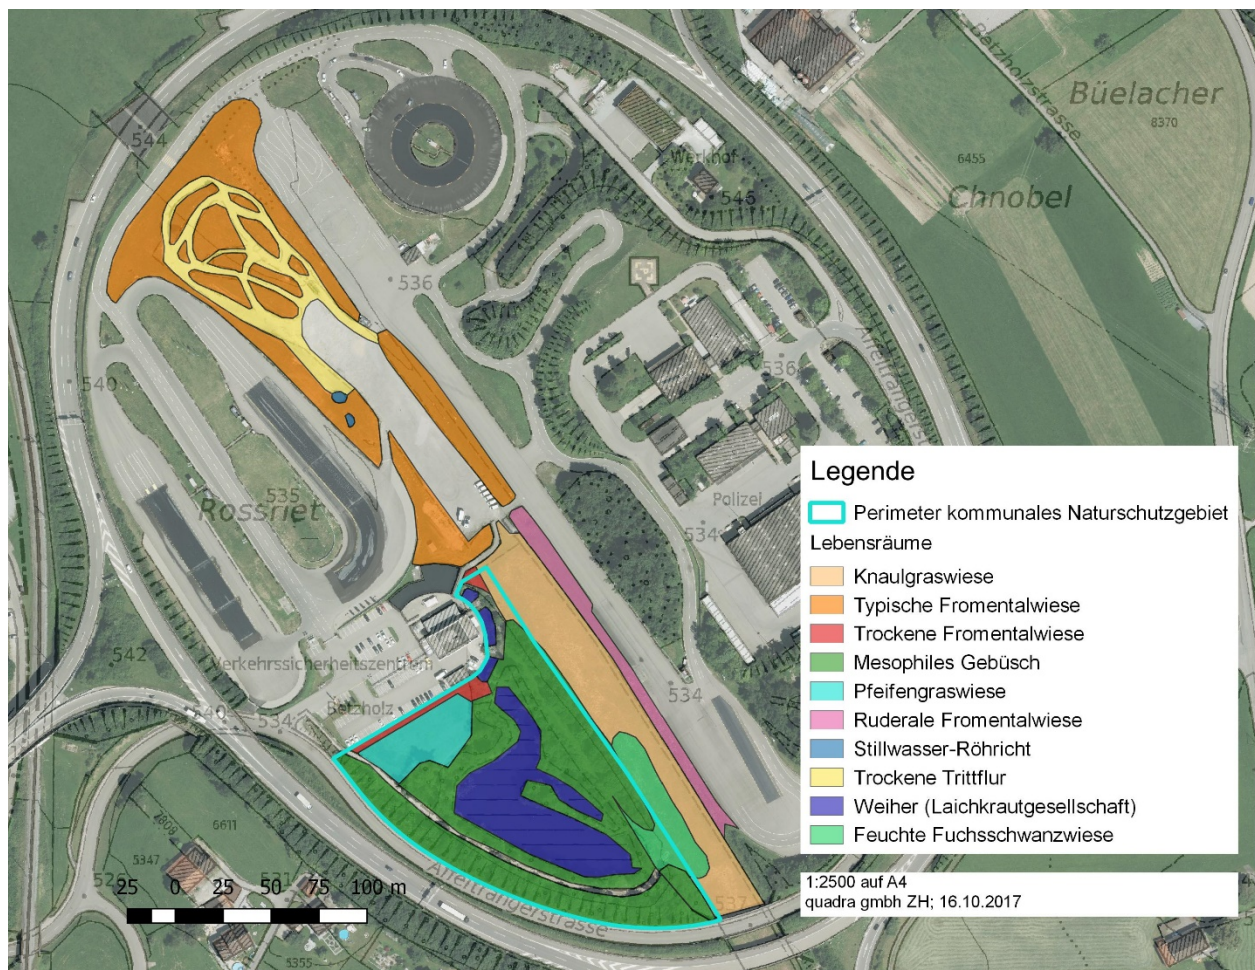 Büelacher
8370
Betzholzstrasse
544
Werkhof
546
6455
Chnobel
536
540
536
Rossriet
535
Polizei
534
542
Verkehrssicherheitszentrum
Betzholz
534
540
534
537
6611
5347
5355
25 0 25 50 75 100 m
Legende
Perimeter kommunales Naturschutzgebiet
Lebensräume
Knaulgraswiese
Typische Fromentalwiese
Trockene Fromentalwiese
Mesophiles Gebüsch
Pfeifengraswiese
Ruderale Fromentalwiese
Stillwasser-Röhricht
Trockene Trittflur
Weiher (Laichkrautgesellschaft)
Feuchte Fuchsschwanzwiese
1:2500 auf A4
quadra gmbh ZH; 16.10.2017